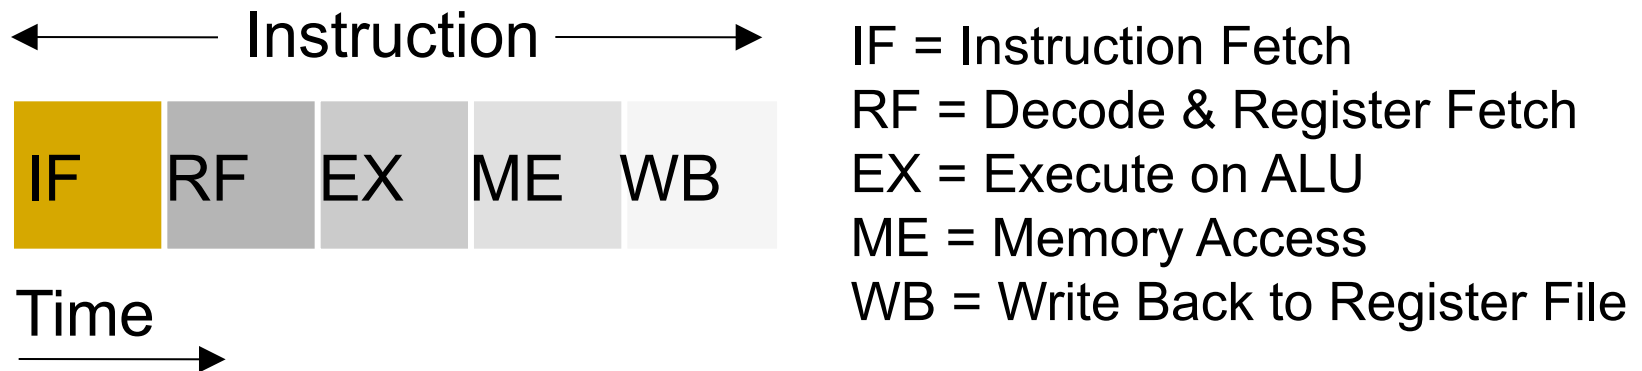 Instruction
IF RF EX ME WB
Time
IF = Instruction Fetch
RF = Decode & Register Fetch
EX = Execute on ALU
ME = Memory Access
WB = Write Back to Register File